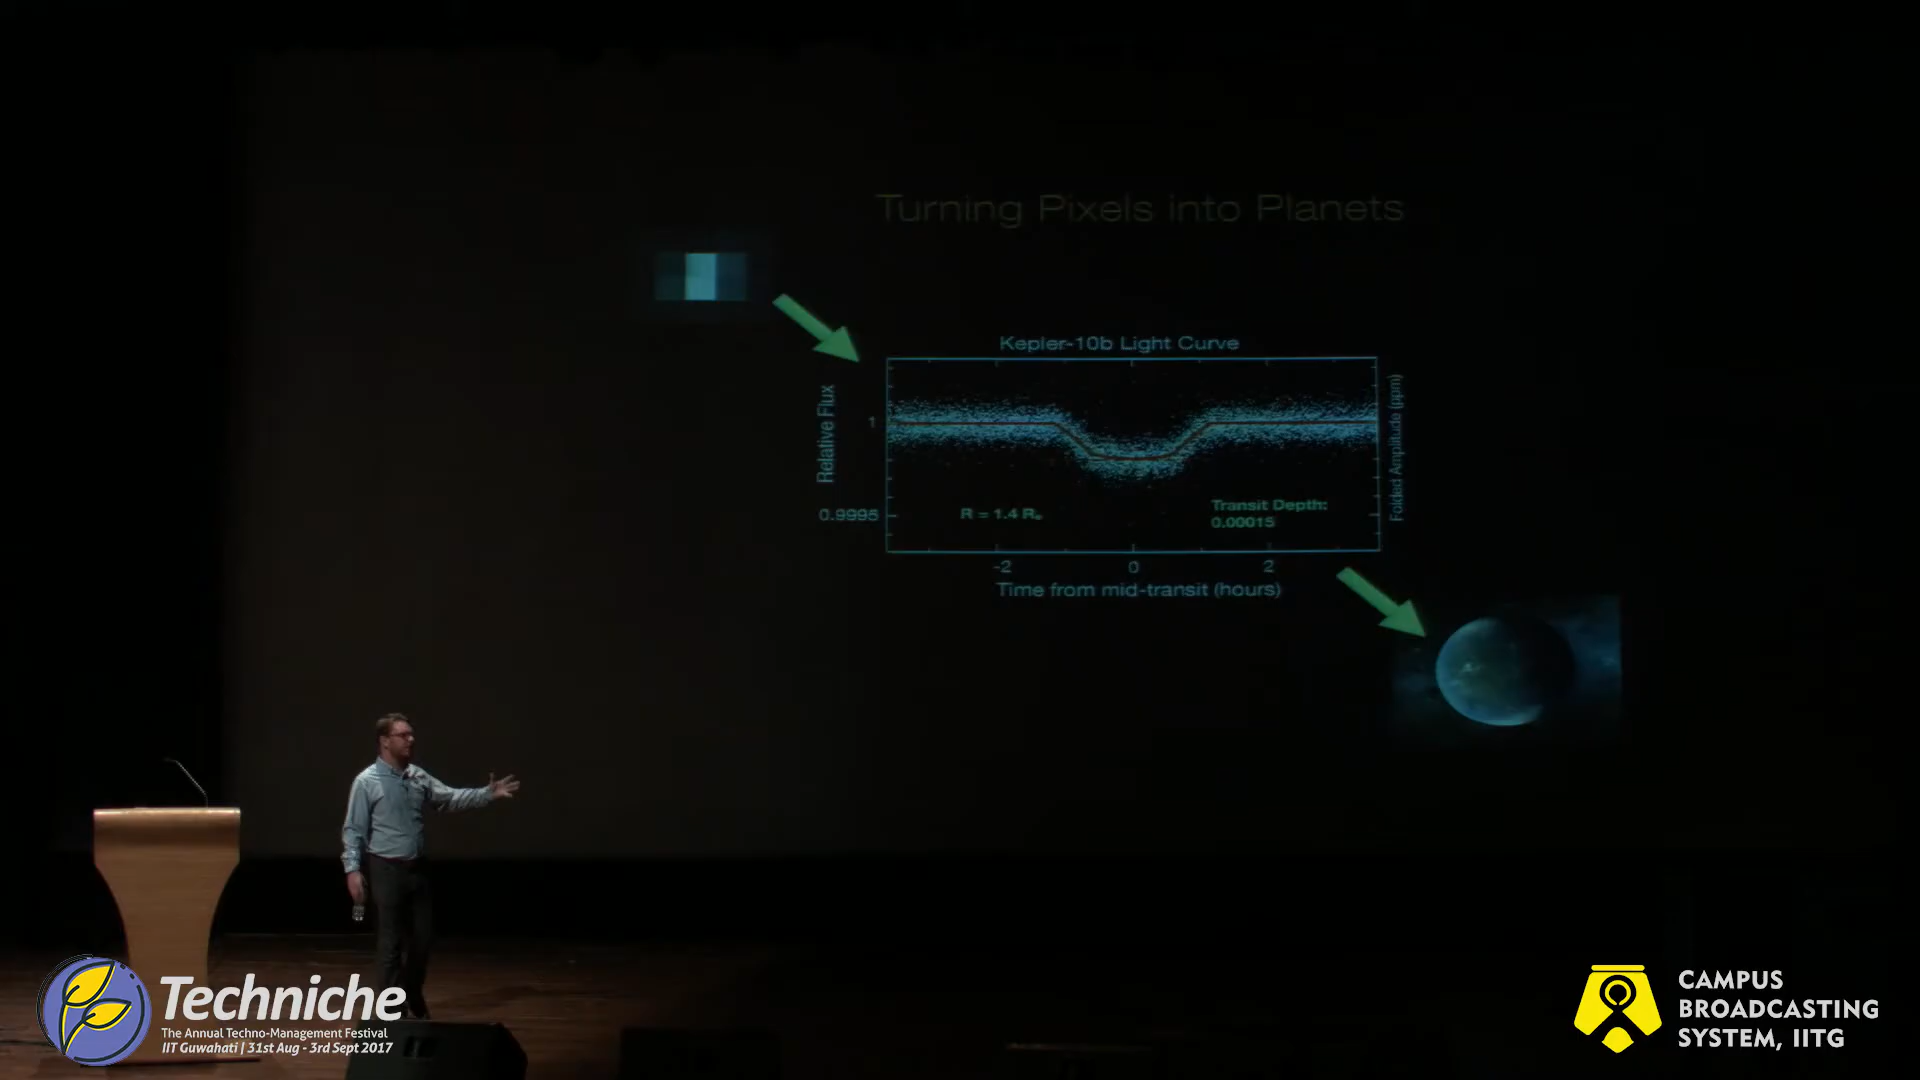 Turning Pixels into Planets
Kepler-10b Light Curve
Relative Flux
1
0.9995
R = 1.4 Rₑ
Transit Depth:
0.00015
Folded Amplitude (ppm)
-2
0
2
Time from mid-transit (hours)
Techniche
The Annual Techno-Management Festival
IIT Guwahati | 31st Aug - 3rd Sept 2017
CAMPUS
BROADCASTING
SYSTEM, IITG